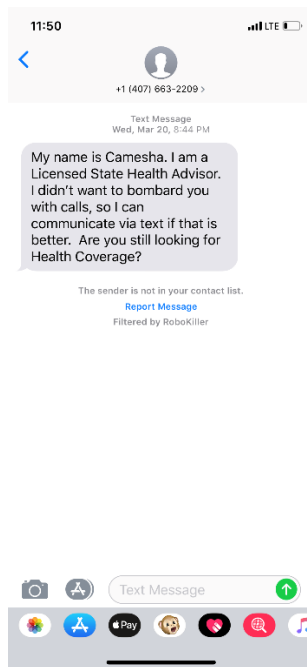 11:50
LTE
+1 (407) 663-2209 >
Text Message
Wed, Mar 20, 8:44 PM
My name is Camesha. I am a
Licensed State Health Advisor.
I didn't want to bombard you
with calls, so I can
communicate via text if that is
better.  Are you still looking for
Health Coverage?
The sender is not in your contact list.
Report Message
Filtered by RoboKiller
Text Message
Pay